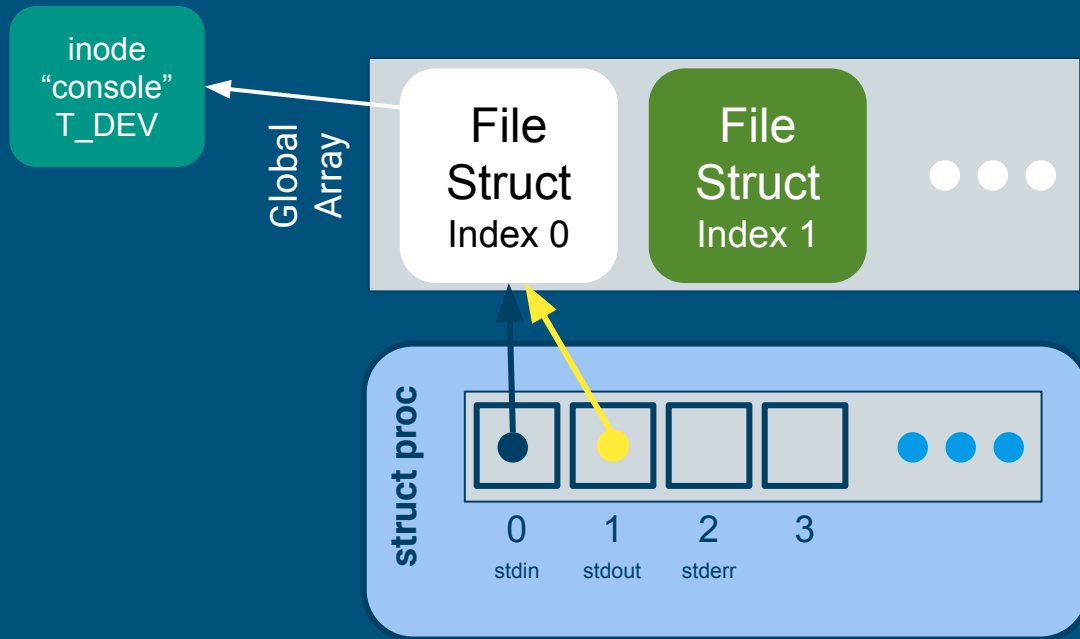 inode
“console”
T_DEV
Global
Array
File
Struct
Index 0
File
Struct
Index 1
struct proc
0
1
2
3
stdin
stdout
stderr